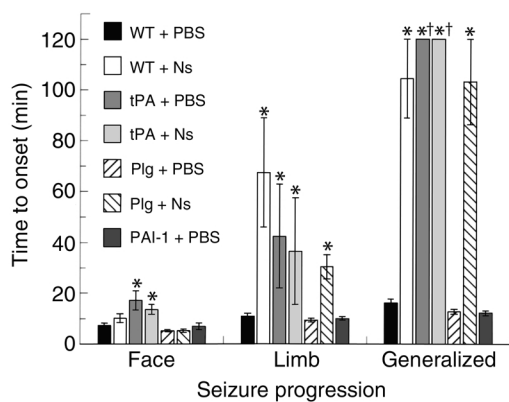 120
100
80
60
40
20
0
Time to onset (min)
WT + PBS
WT + Ns
tPA + PBS
tPA + Ns
Plg + PBS
Plg + Ns
PAI-1 + PBS
* *
*
*
*
*
*
*† *†
*
Face Limb Generalized
Seizure progression